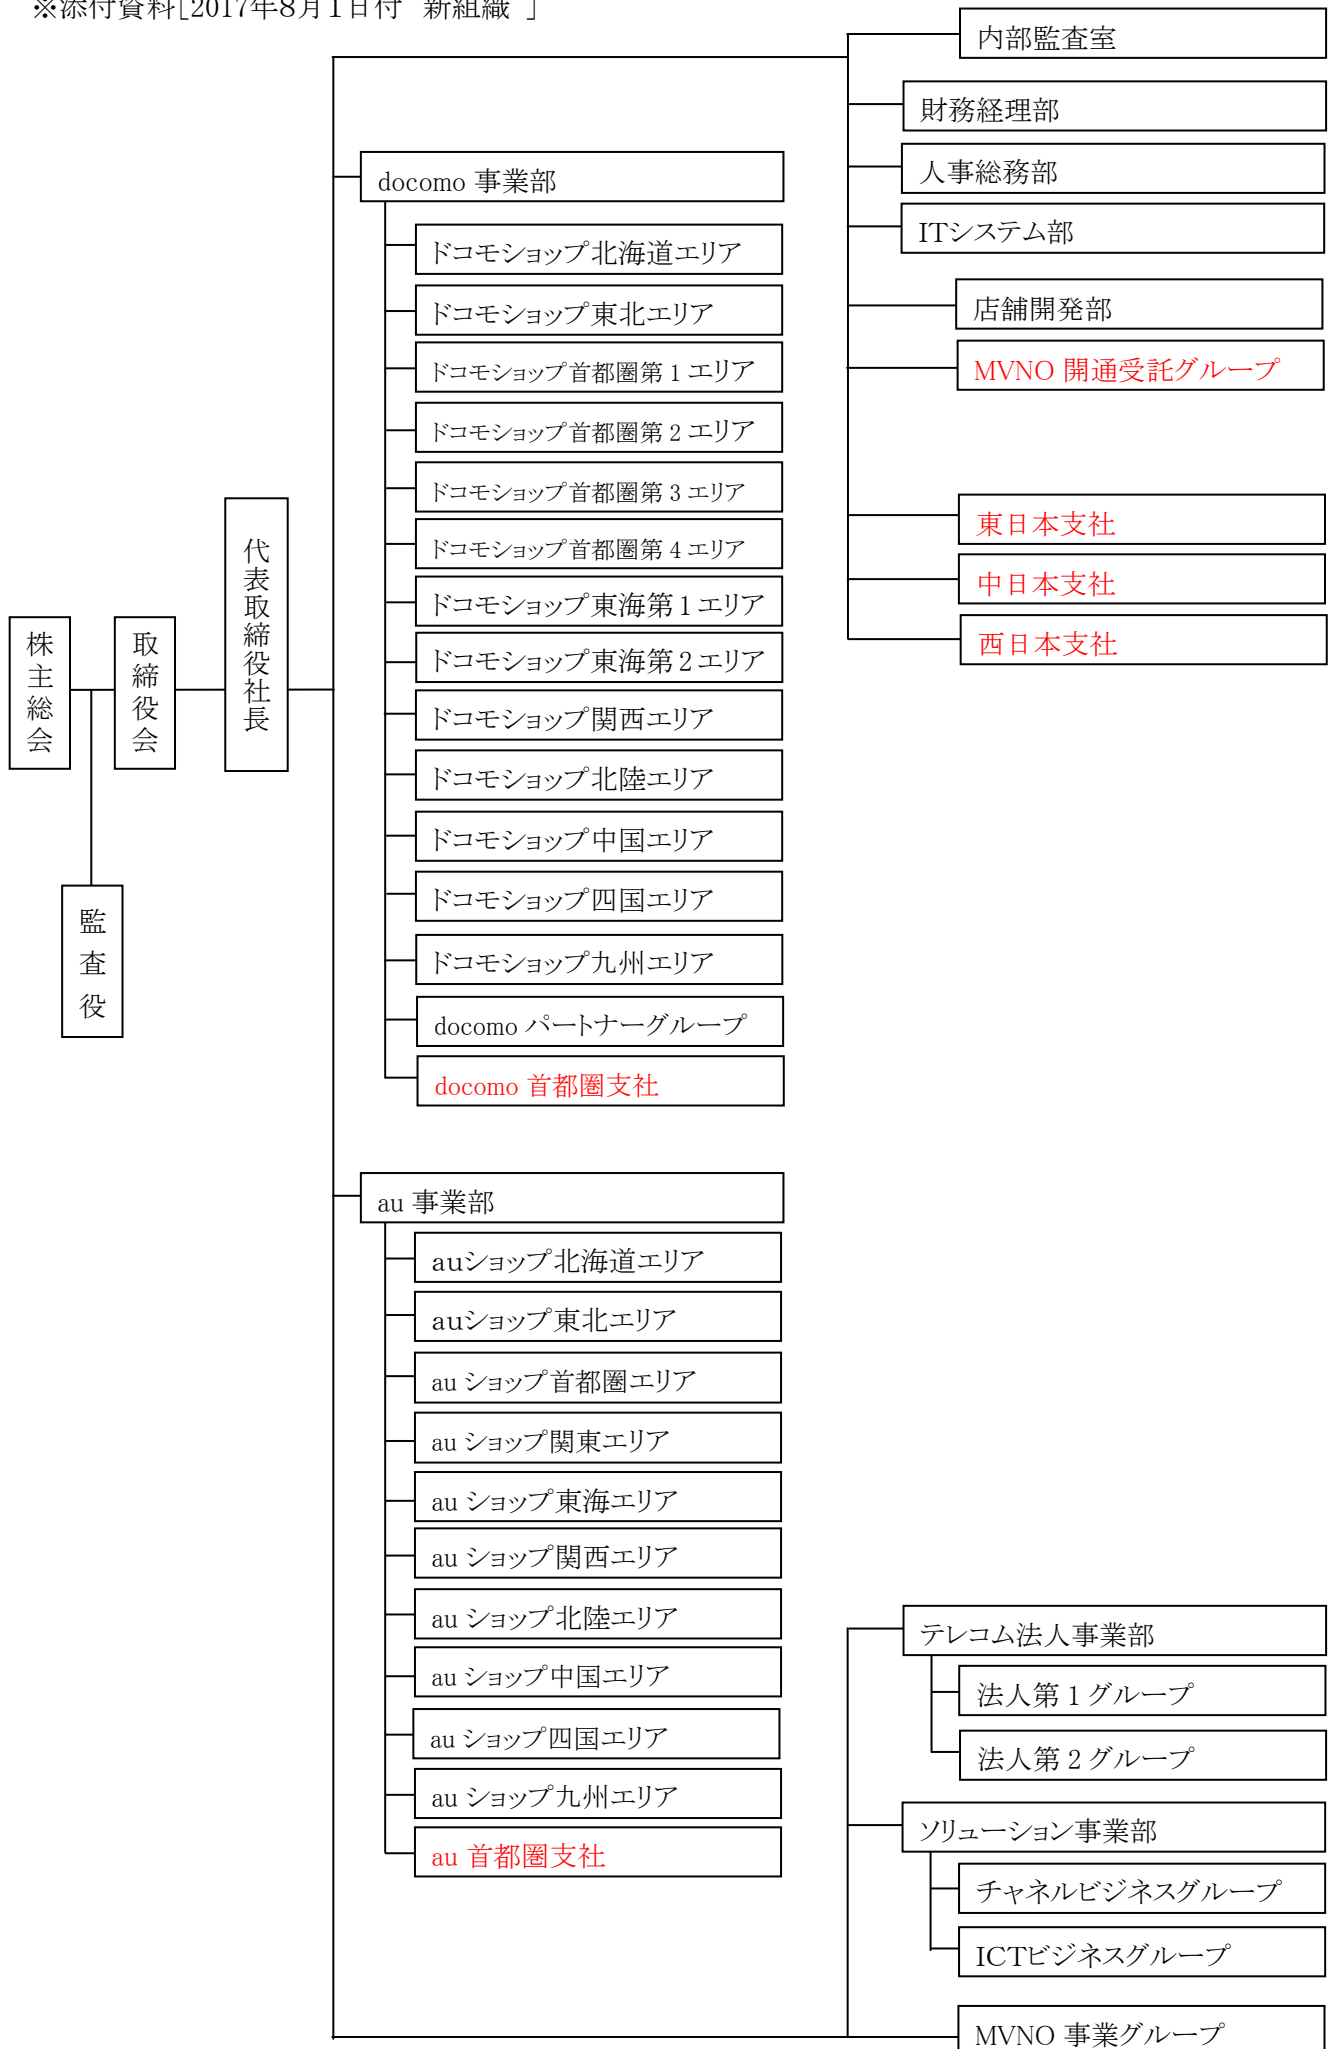 ※添付資料[2017年8月1日付 新組織 ]
株主総会
取締役会
監査役
代表取締役社長
内部監査室
財務経理部
人事総務部
ITシステム部
店舗開発部
MVNO 開通受託グループ
東日本支社
中日本支社
西日本支社
docomo 事業部
ドコモショップ北海道エリア
ドコモショップ東北エリア
ドコモショップ首都圏第1エリア
ドコモショップ首都圏第2エリア
ドコモショップ首都圏第3エリア
ドコモショップ首都圏第4エリア
ドコモショップ東海第1エリア
ドコモショップ東海第2エリア
ドコモショップ関西エリア
ドコモショップ北陸エリア
ドコモショップ中国エリア
ドコモショップ四国エリア
ドコモショップ九州エリア
docomo パートナーグループ
docomo 首都圏支社
au 事業部
auショップ北海道エリア
auショップ東北エリア
au ショップ首都圏エリア
au ショップ関東エリア
au ショップ東海エリア
au ショップ関西エリア
au ショップ北陸エリア
au ショップ中国エリア
au ショップ四国エリア
au ショップ九州エリア
au 首都圏支社
テレコム法人事業部
法人第1グループ
法人第2グループ
ソリューション事業部
チャネルビジネスグループ
ICTビジネスグループ
MVNO 事業グループ